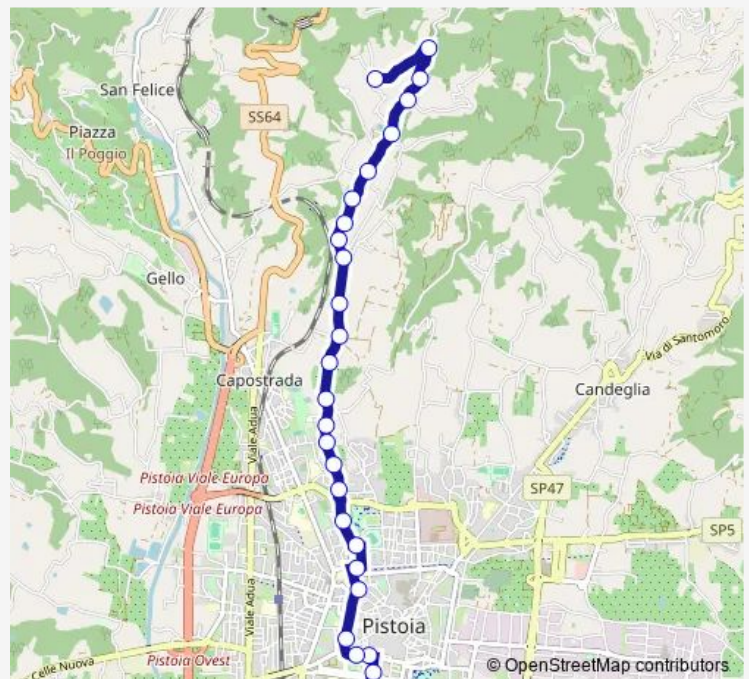 San Felice
SS64
Piazza
Il Poggio
Gello
Via di Santomoro
Capostrada
Candeglia
Viale Adua
Pistoia Viale Europa
SP47
Pistoia Viale Europa
SP5
Viale Adua
Pistoia
Pistoia Ovest
Celle Nuova
© OpenStreetMap contributors